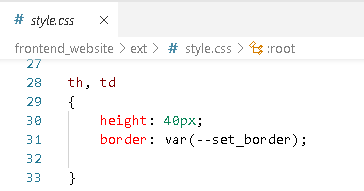 # style.css
frontend_website > ext > # style.css > :root
27
28 th, td
29 {
30 height: 40px;
31 border: var(--set_border);
32
33 }